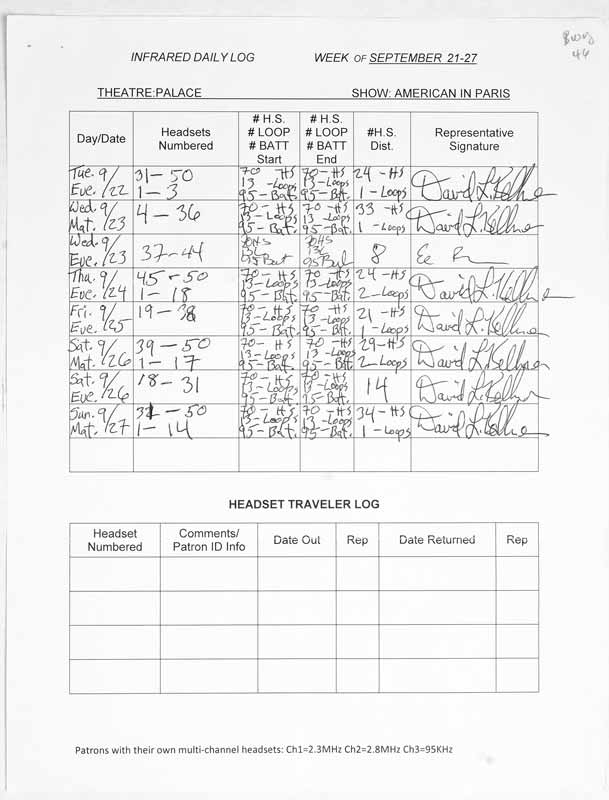 Bwy
46
INFRARED DAILY LOG WEEK OF SEPTEMBER 21-27
THEATRE:PALACE SHOW: AMERICAN IN PARIS
Day/Date
Headsets
Numbered
# H.S.
# LOOP
# BATT
Start
# H.S.
# LOOP
# BATT
End
#H.S.
Dist.
Representative
Signature
Tue. 9/
Eve. /22
31-50
1-3
70-HS
13-Loops
95-Bat.
70-HS
13-Loops
95-Bat.
24-HS
1-Loops
David L. Kellner
Wed. 9/
Mat. /23
4-36
70-HS
13-Loops
95-Bat.
70-HS
13-Loops
95-Bat.
33-HS
1-Loops
David L. Kellner
Wed. 9/
Eve. /23
37-44
70HS
13L
95Bat
70HS
13L
95Bat
8
Thu. 9/
Eve. /24
45-50
1-18
70-HS
13-Loops
95-Bat.
70-HS
13-Loops
95-Bat.
24-HS
2-Loops
David L. Kellner
Fri. 9/
Eve. /25
19-38
70-HS
13-Loops
95-Bat.
70-HS
13-Loops
95-Bat.
21-HS
1-Loops
David L. Kellner
Sat. 9/
Mat. /26
39-50
1-17
70-HS
13-Loops
95-Bat.
70-HS
13-Loops
95-Bat.
29-HS
2-Loops
David L. Kellner
Sat. 9/
Eve. /26
18-31
70-HS
13-Loops
95-Bat.
70-HS
13-Loops
95-Bat.
14
David L. Kellner
Sun. 9/
Mat. /27
32-50
1-14
70-HS
13-Loops
95-Bat.
70-HS
13-Loops
95-Bat.
34-HS
1-Loops
David L. Kellner
HEADSET TRAVELER LOG
Headset
Numbered
Comments/
Patron ID Info
Date Out
Rep
Date Returned
Rep
Patrons with their own multi-channel headsets: Ch1=2.3MHz Ch2=2.8MHz Ch3=95KHz